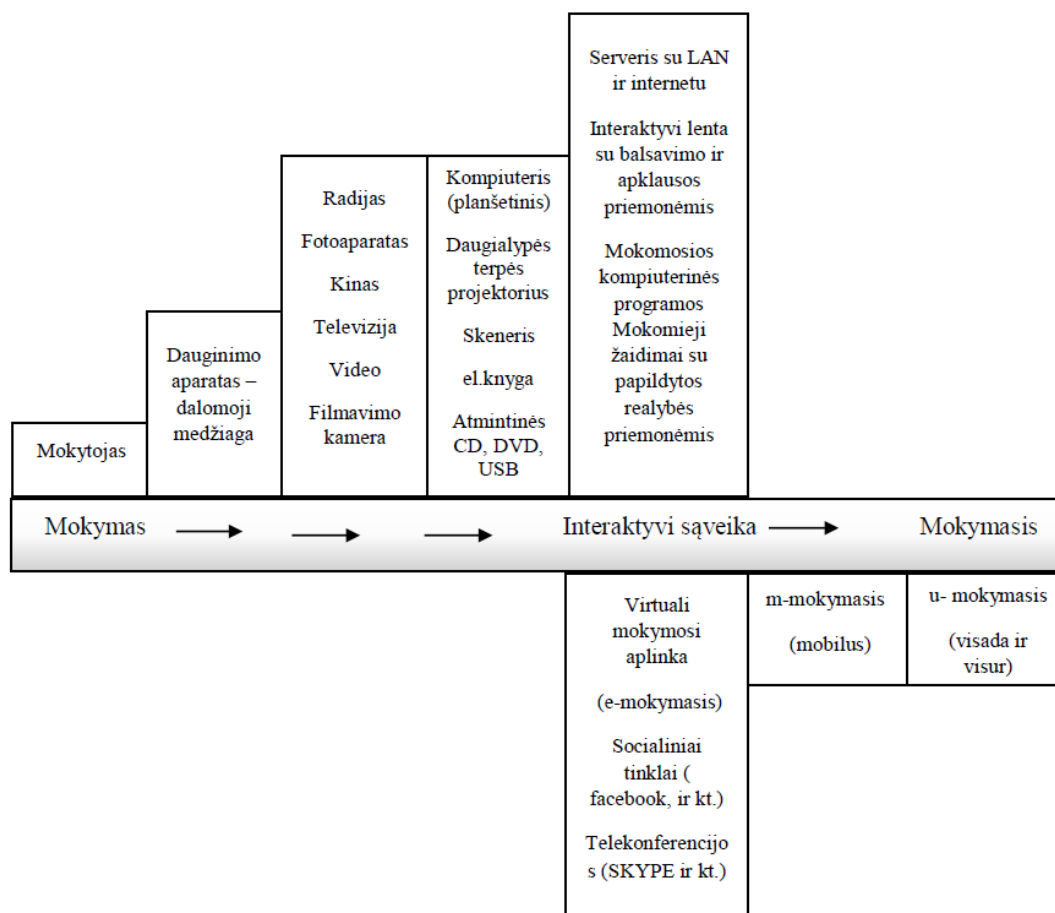 Mokytojas
Dauginimo
aparatas –
dalomoji
medžiaga
Radijas
Fotoaparatas
Kinas
Televizija
Video
Filmavimo
kamera
Kompiuteris
(planšetinis)
Daugialypės
terpės
projektorius
Skeneris
el.knyga
Atmintinės
CD, DVD,
USB
Serveris su LAN
ir internetu
Interaktyvi lenta
su balsavimo ir
apklausos
priemonėmis
Mokomosios
kompiuterinės
programos
Mokomieji
žaidimai su
papildytos
realybės
priemonėmis
Mokymas
Interaktyvi sąveika
Mokymasis
Virtuali
mokymosi
aplinka
(e-mokymasis)
Socialiniai
tinklai (
facebook, ir kt.)
Telekonferencijo
s (SKYPE ir kt.)
m-mokymasis
(mobilus)
u- mokymasis
(visada ir
visur)